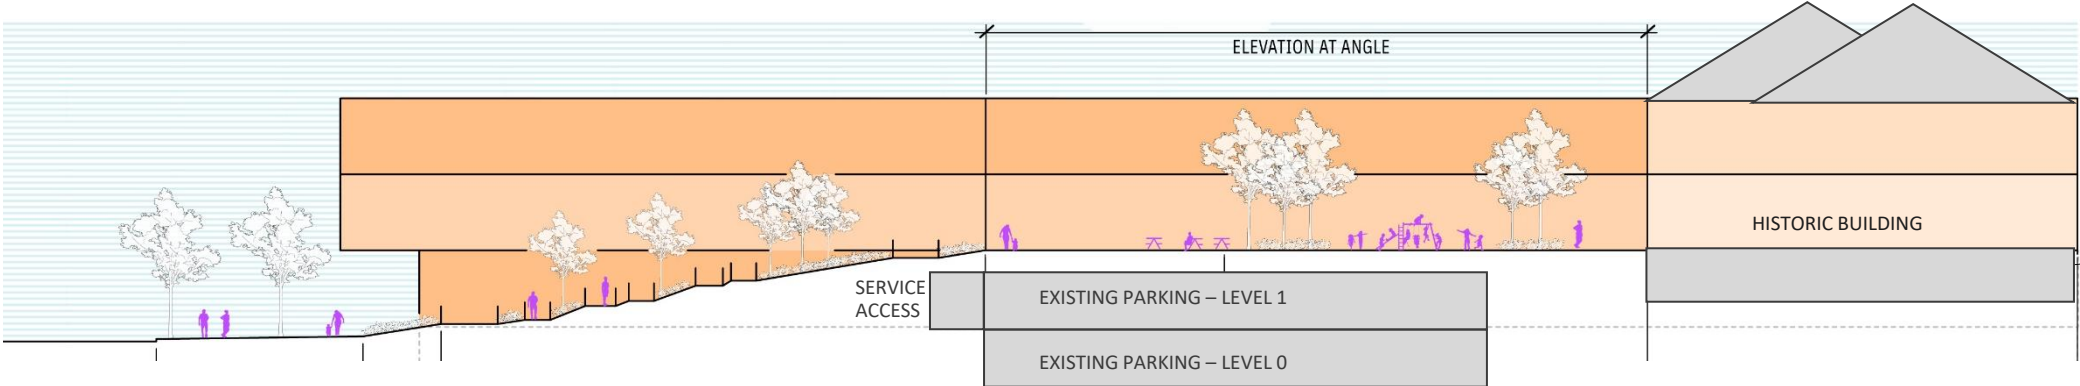 ELEVATION AT ANGLE
HISTORIC BUILDING
SERVICE
ACCESS
EXISTING PARKING – LEVEL 1
EXISTING PARKING – LEVEL 0